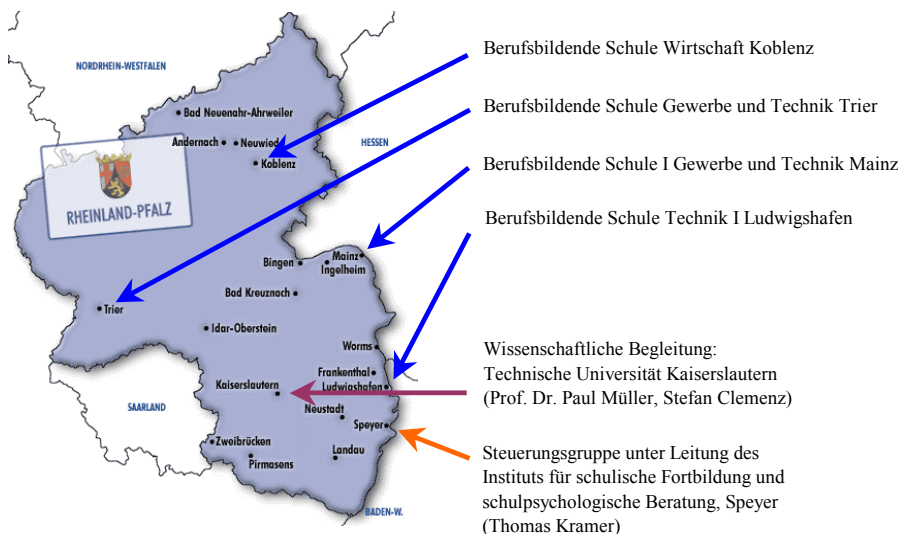 NORDRHEIN-WESTFALEN
Bad Neuenahr-Ahrweiler
Andernach
Neuwied
Koblenz
HESSEN
RHEINLAND-PFALZ
Mainz
Bingen
Ingelheim
Bad Kreuznach
Trier
Idar-Oberstein
Worms
Frankenthal
Ludwigshafen
Kaiserslautern
SAARLAND
Neustadt
Speyer
Zweibrücken
Landau
Pirmasens
BADEN-W.
Berufsbildende Schule Wirtschaft Koblenz
Berufsbildende Schule Gewerbe und Technik Trier
Berufsbildende Schule I Gewerbe und Technik Mainz
Berufsbildende Schule Technik I Ludwigshafen
Wissenschaftliche Begleitung:
Technische Universität Kaiserslautern
(Prof. Dr. Paul Müller, Stefan Clemenz)
Steuerungsgruppe unter Leitung des
Instituts für schulische Fortbildung und
schulpsychologische Beratung, Speyer
(Thomas Kramer)